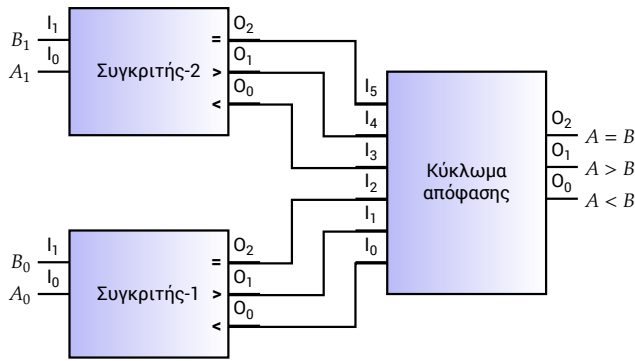 I1 O2
B1 =
I0 O1
A1 Συγκριτής-2 >
O0
<
I5
I4
I3
I2
I1
I0
Κύκλωμα
απόφασης
O2
A = B
O1
A > B
O0
A < B
I1 O2
B0 =
I0 O1
A0 Συγκριτής-1 >
O0
<